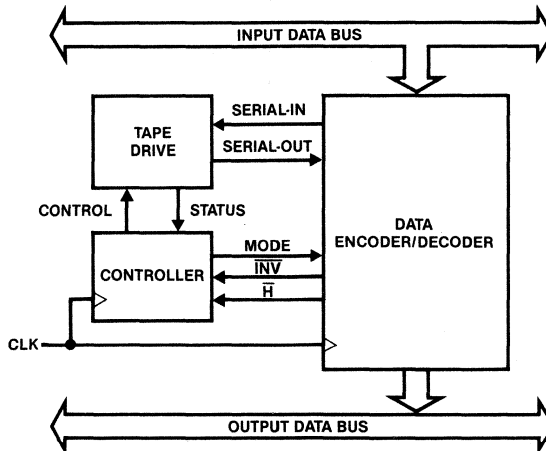 INPUT DATA BUS
SERIAL-IN
TAPE
DRIVE
SERIAL-OUT
CONTROL
STATUS
DATA
ENCODER/DECODER
MODE
CONTROLLER
I̅N̅V̅
H̅
CLK
OUTPUT DATA BUS